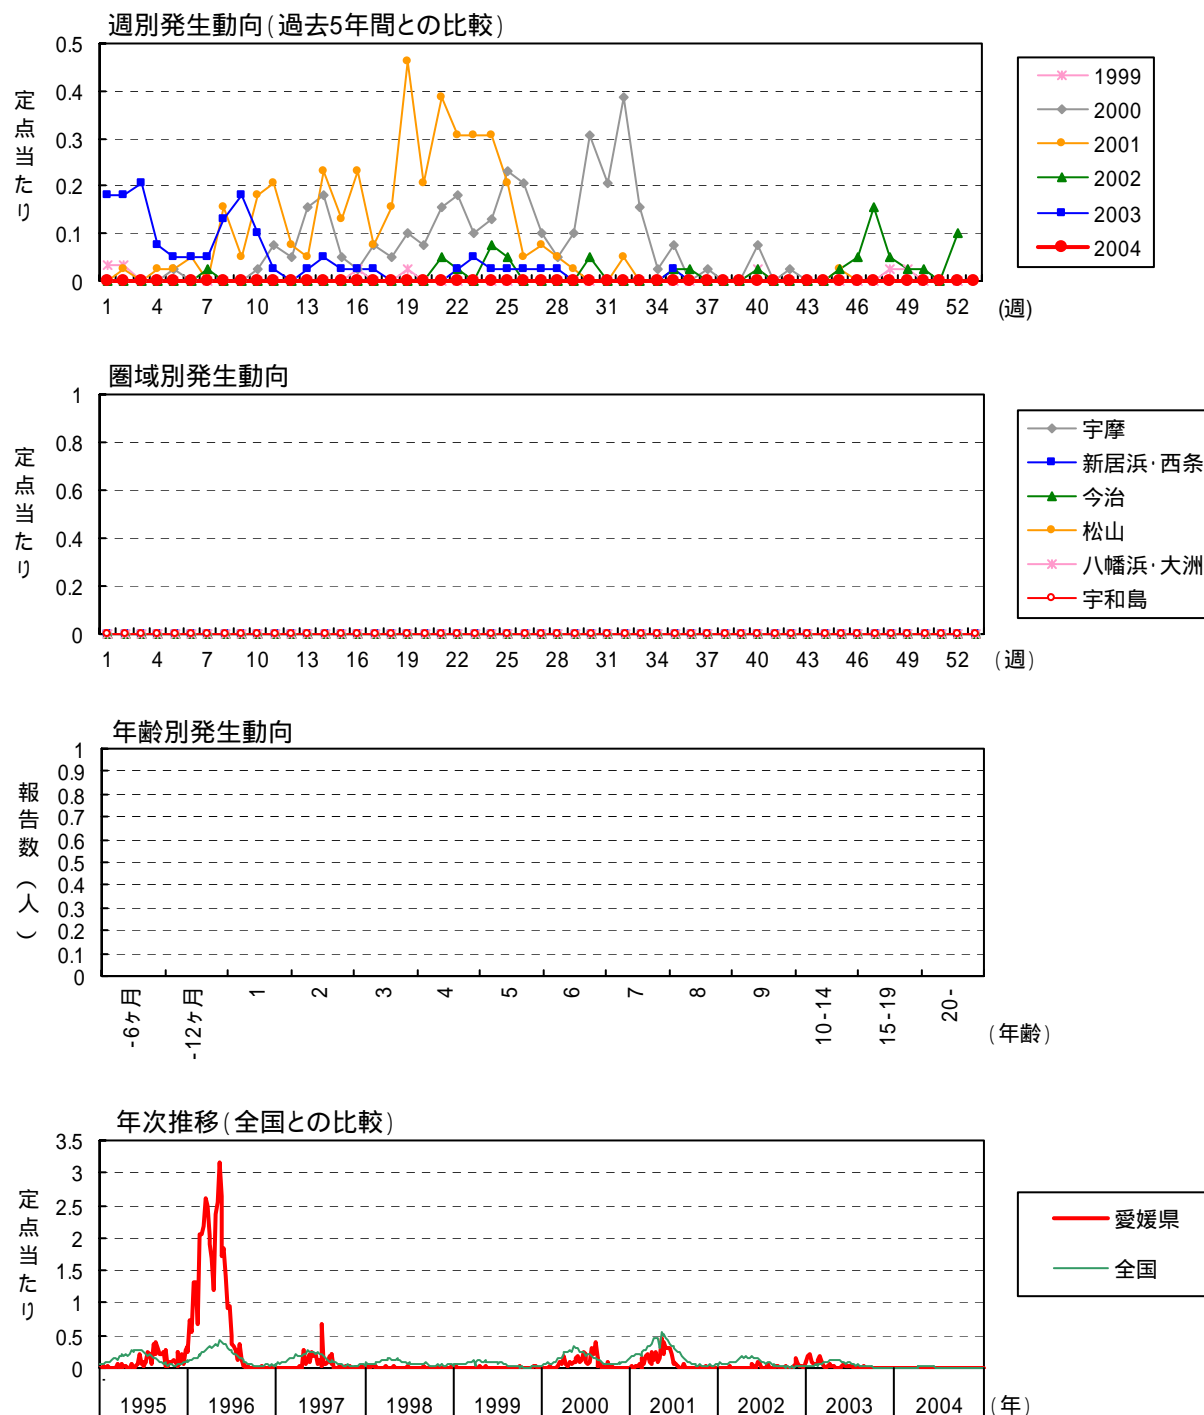 週別発生動向(過去5年間との比較)
定点当たり
0.5
0.4
0.3
0.2
0.1
0
1 4 7 10 13 16 19 22 25 28 31 34 37 40 43 46 49 52 (週)
1999
2000
2001
2002
2003
2004
圏域別発生動向
定点当たり
1
0.8
0.6
0.4
0.2
0
1 4 7 10 13 16 19 22 25 28 31 34 37 40 43 46 49 52 (週)
宇摩
新居浜･西条
今治
松山
八幡浜･大洲
宇和島
年齢別発生動向
報告数(人)
1
0.9
0.8
0.7
0.6
0.5
0.4
0.3
0.2
0.1
0
-6ヶ月 -12ヶ月 1 2 3 4 5 6 7 8 9 10-14 15-19 20- (年齢)
年次推移(全国との比較)
定点当たり
3.5
3
2.5
2
1.5
1
0.5
0
1995 1996 1997 1998 1999 2000 2001 2002 2003 2004 (年)
愛媛県
全国